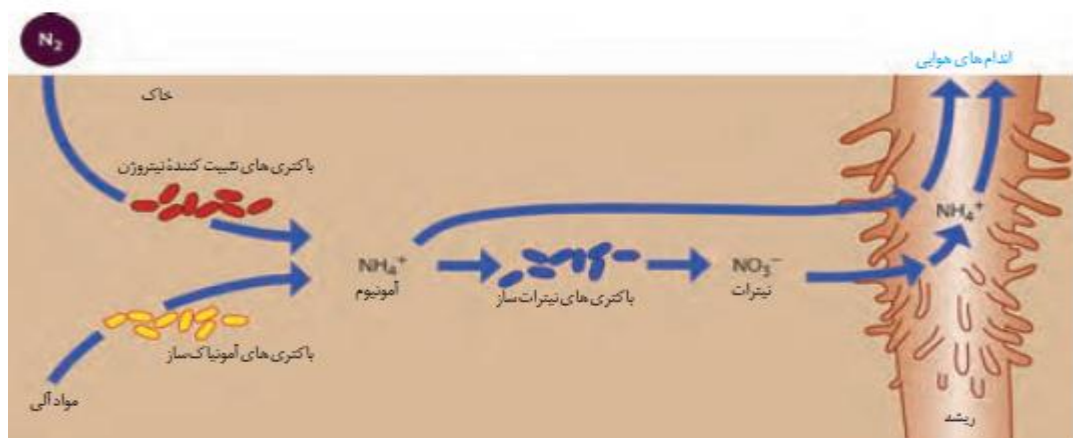 N₂
اندام‌های هوایی
خاک
باکتری‌های تثبیت کنندهٔ نیتروژن
NH₄⁺
NH₄⁺
آمونیوم
باکتری‌های نیترات‌ساز
NO₃⁻
نیترات
باکتری‌های آمونیاک‌ساز
مواد آلی
ریشه